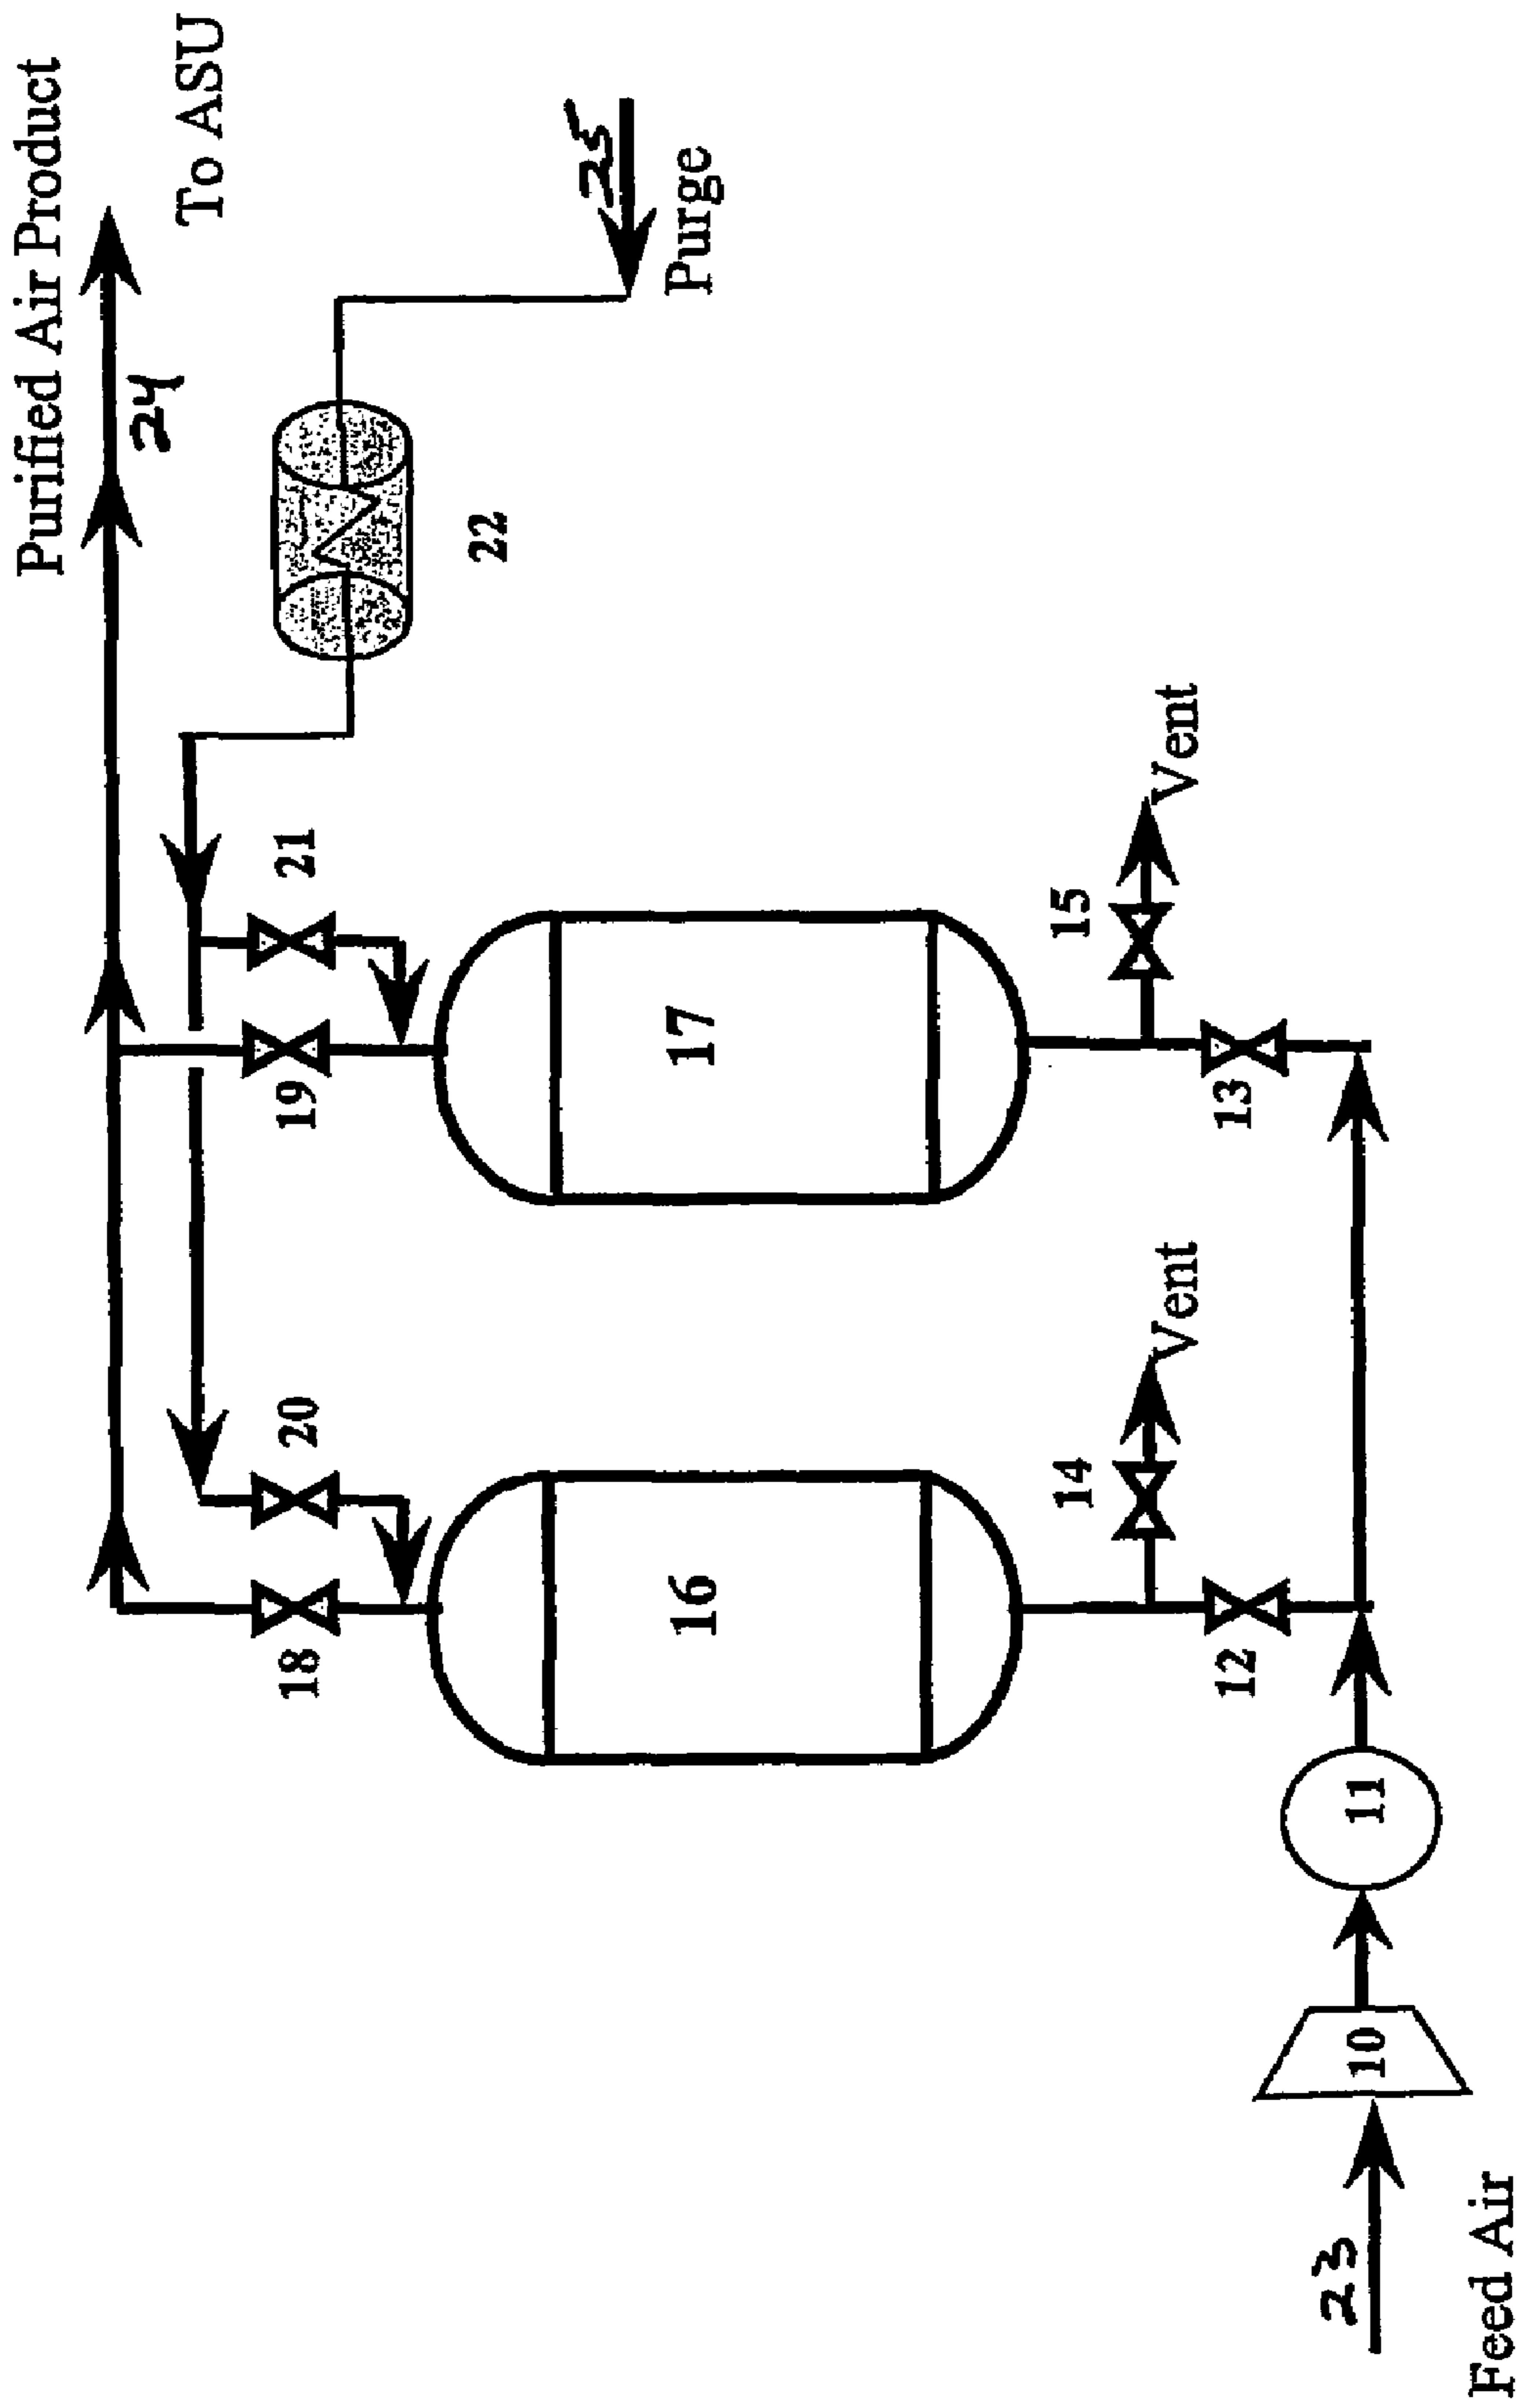 Purified Air Product
24
To ASU
25
Purge
22
21
20
19
18
17
16
15
Vent
14
Vent
13
12
11
10
23
Feed Air